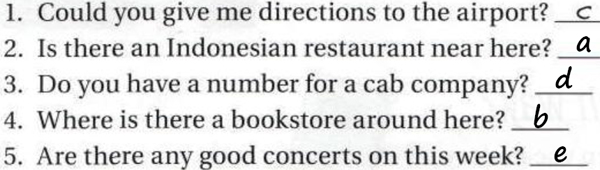 1. Could you give me directions to the airport? c
2. Is there an Indonesian restaurant near here? a
3. Do you have a number for a cab company? d
4. Where is there a bookstore around here? b
5. Are there any good concerts on this week? e